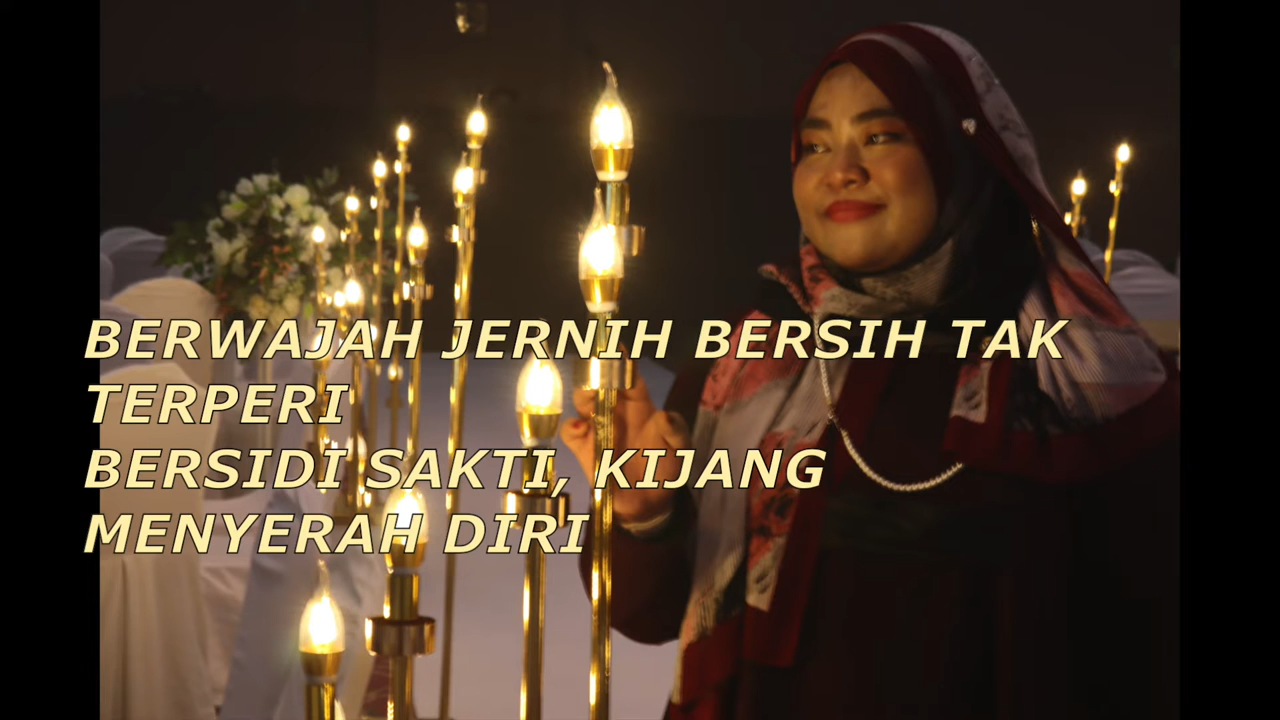 BERWAJAH JERNIH BERSIH TAK
TERPERI
BERSIDI SAKTI, KIJANG
MENYERAH DIRI